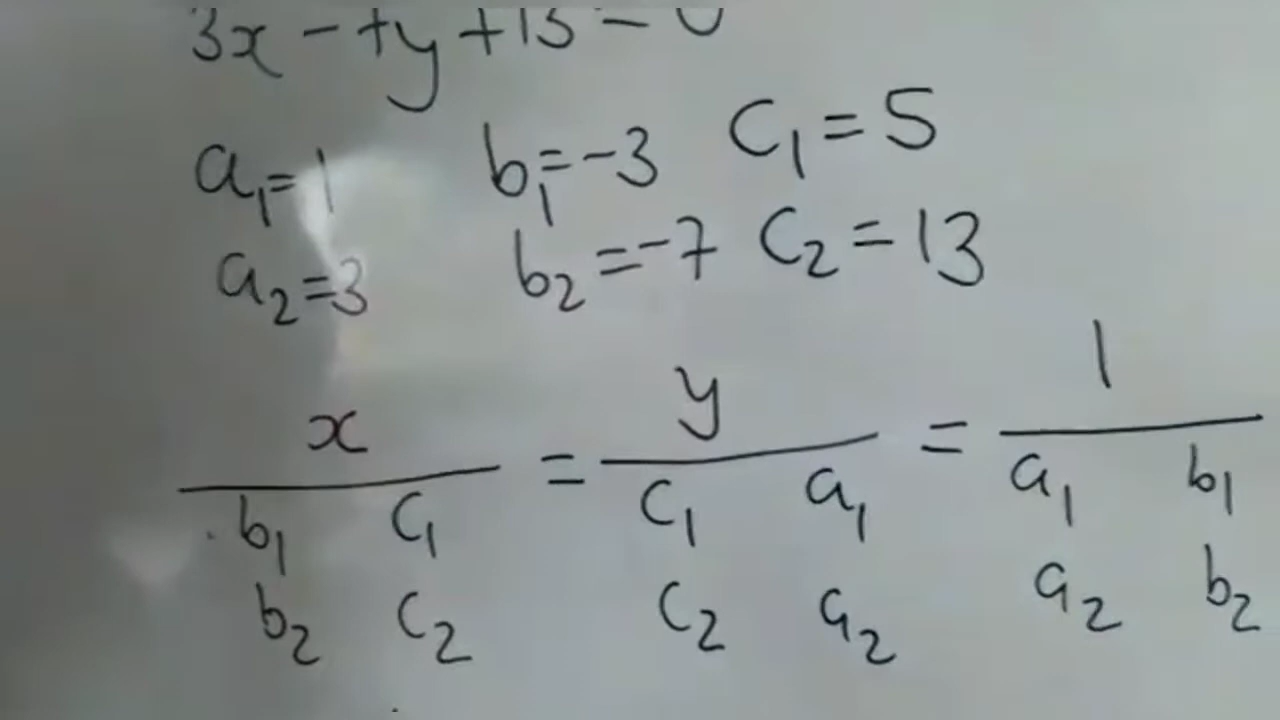 3x - 7y + 13 = 0
a₁ = 1 b₁ = -3 C₁ = 5
a₂ = 3 b₂ = -7 C₂ = 13
x = y = 1
b₁ C₁ C₁ a₁ a₁ b₁
b₂ C₂ C₂ a₂ a₂ b₂